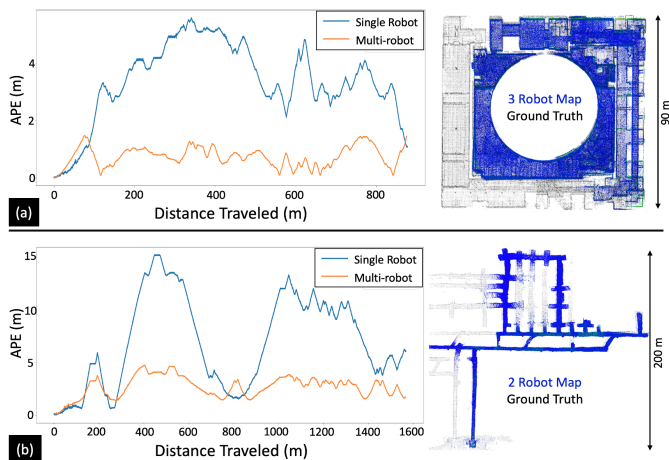 Single Robot
Multi-robot
APE (m)
4
2
0
0
200
400
600
800
Distance Traveled (m)
(a)
3 Robot Map
Ground Truth
90 m
Single Robot
Multi-robot
APE (m)
15
10
5
0
0
200
400
600
800
1000
1200
1400
1600
Distance Traveled (m)
(b)
2 Robot Map
Ground Truth
200 m